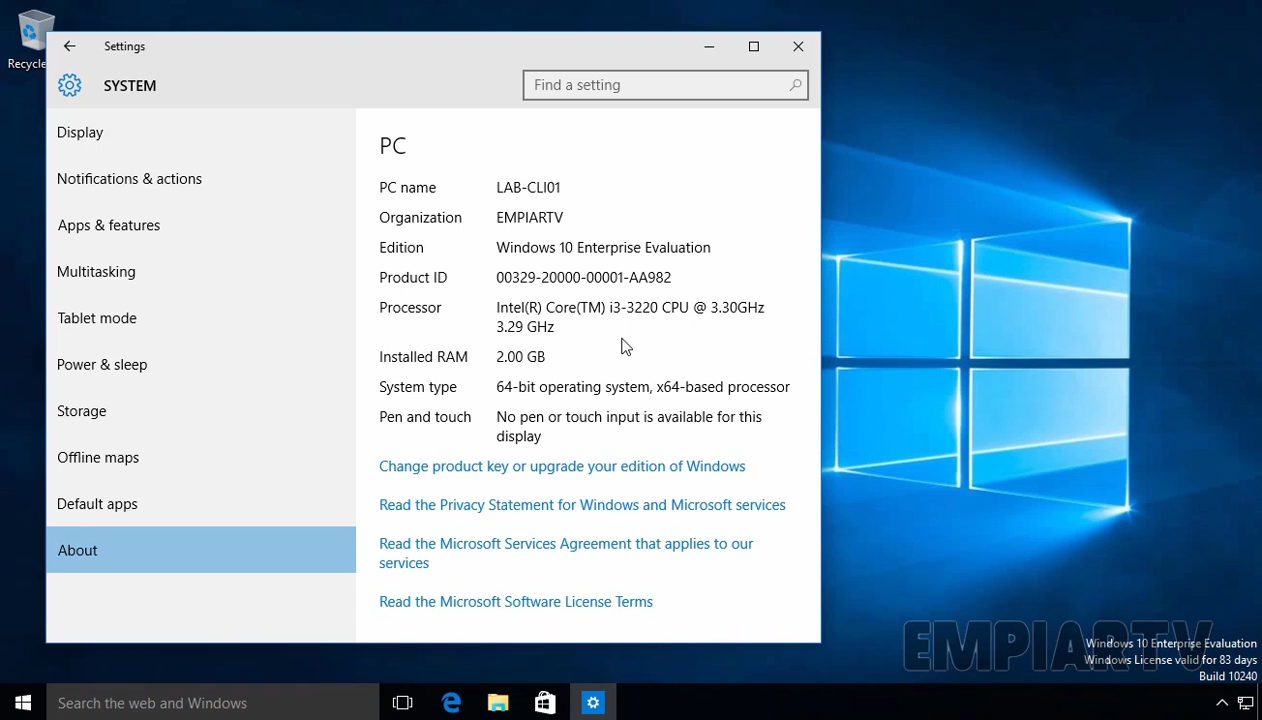 Settings
SYSTEM
Find a setting
Display
Notifications & actions
Apps & features
Multitasking
Tablet mode
Power & sleep
Storage
Offline maps
Default apps
About
PC
PC name LAB-CLI01
Organization EMPIARTV
Edition Windows 10 Enterprise Evaluation
Product ID 00329-20000-00001-AA982
Processor Intel(R) Core(TM) i3-3220 CPU @ 3.30GHz
3.29 GHz
Installed RAM 2.00 GB
System type 64-bit operating system, x64-based processor
Pen and touch No pen or touch input is available for this
display
Change product key or upgrade your edition of Windows
Read the Privacy Statement for Windows and Microsoft services
Read the Microsoft Services Agreement that applies to our
services
Read the Microsoft Software License Terms
EMPIARTV
Windows 10 Enterprise Evaluation
Windows License valid for 83 days
Build 10240
Search the web and Windows